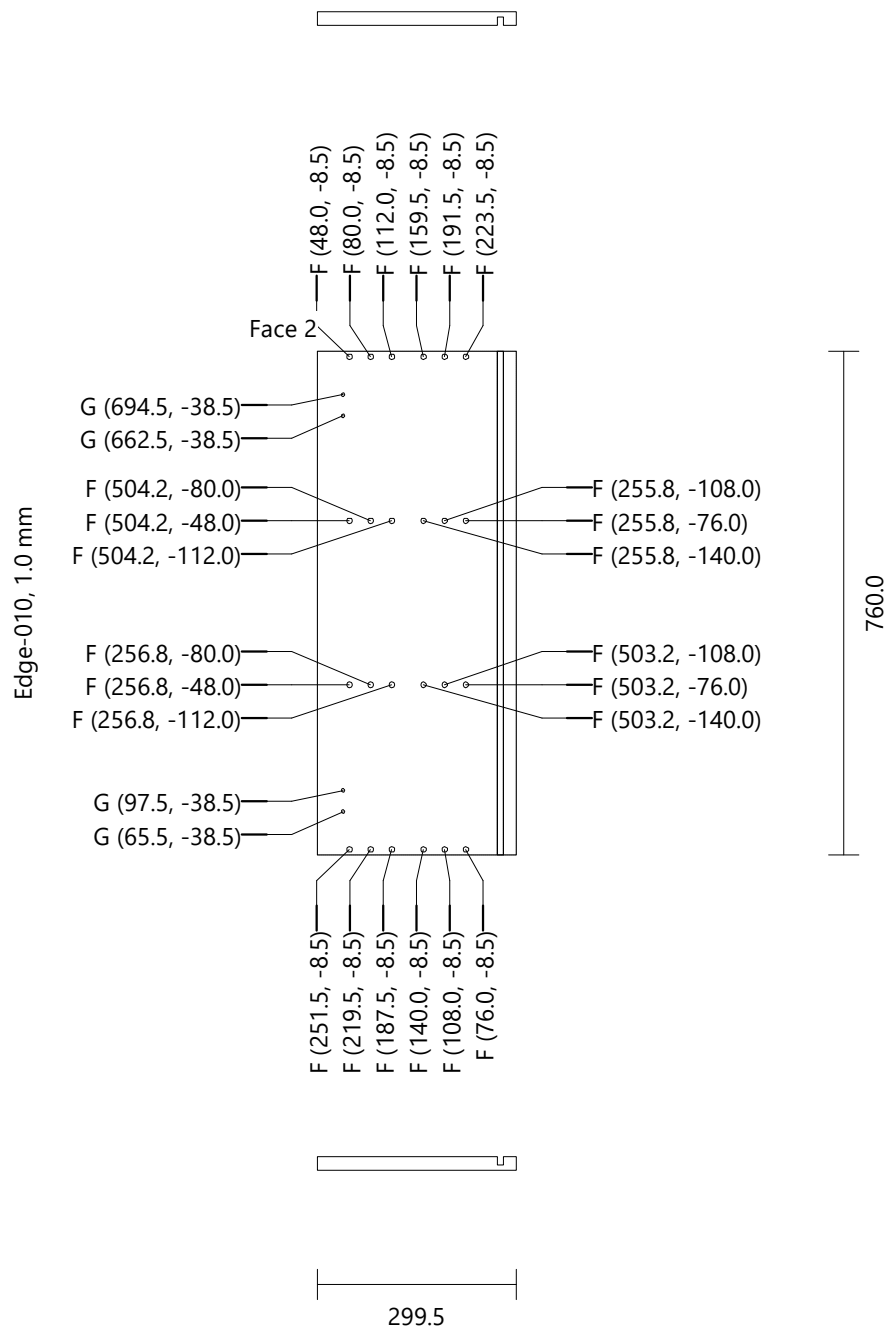 F (48.0, -8.5)
F (80.0, -8.5)
F (112.0, -8.5)
F (159.5, -8.5)
F (191.5, -8.5)
F (223.5, -8.5)
Face 2
G (694.5, -38.5)
G (662.5, -38.5)
F (504.2, -80.0)
F (504.2, -48.0)
F (504.2, -112.0)
F (255.8, -108.0)
F (255.8, -76.0)
F (255.8, -140.0)
Edge-010, 1.0 mm
760.0
F (256.8, -80.0)
F (256.8, -48.0)
F (256.8, -112.0)
F (503.2, -108.0)
F (503.2, -76.0)
F (503.2, -140.0)
G (97.5, -38.5)
G (65.5, -38.5)
F (251.5, -8.5)
F (219.5, -8.5)
F (187.5, -8.5)
F (140.0, -8.5)
F (108.0, -8.5)
F (76.0, -8.5)
299.5